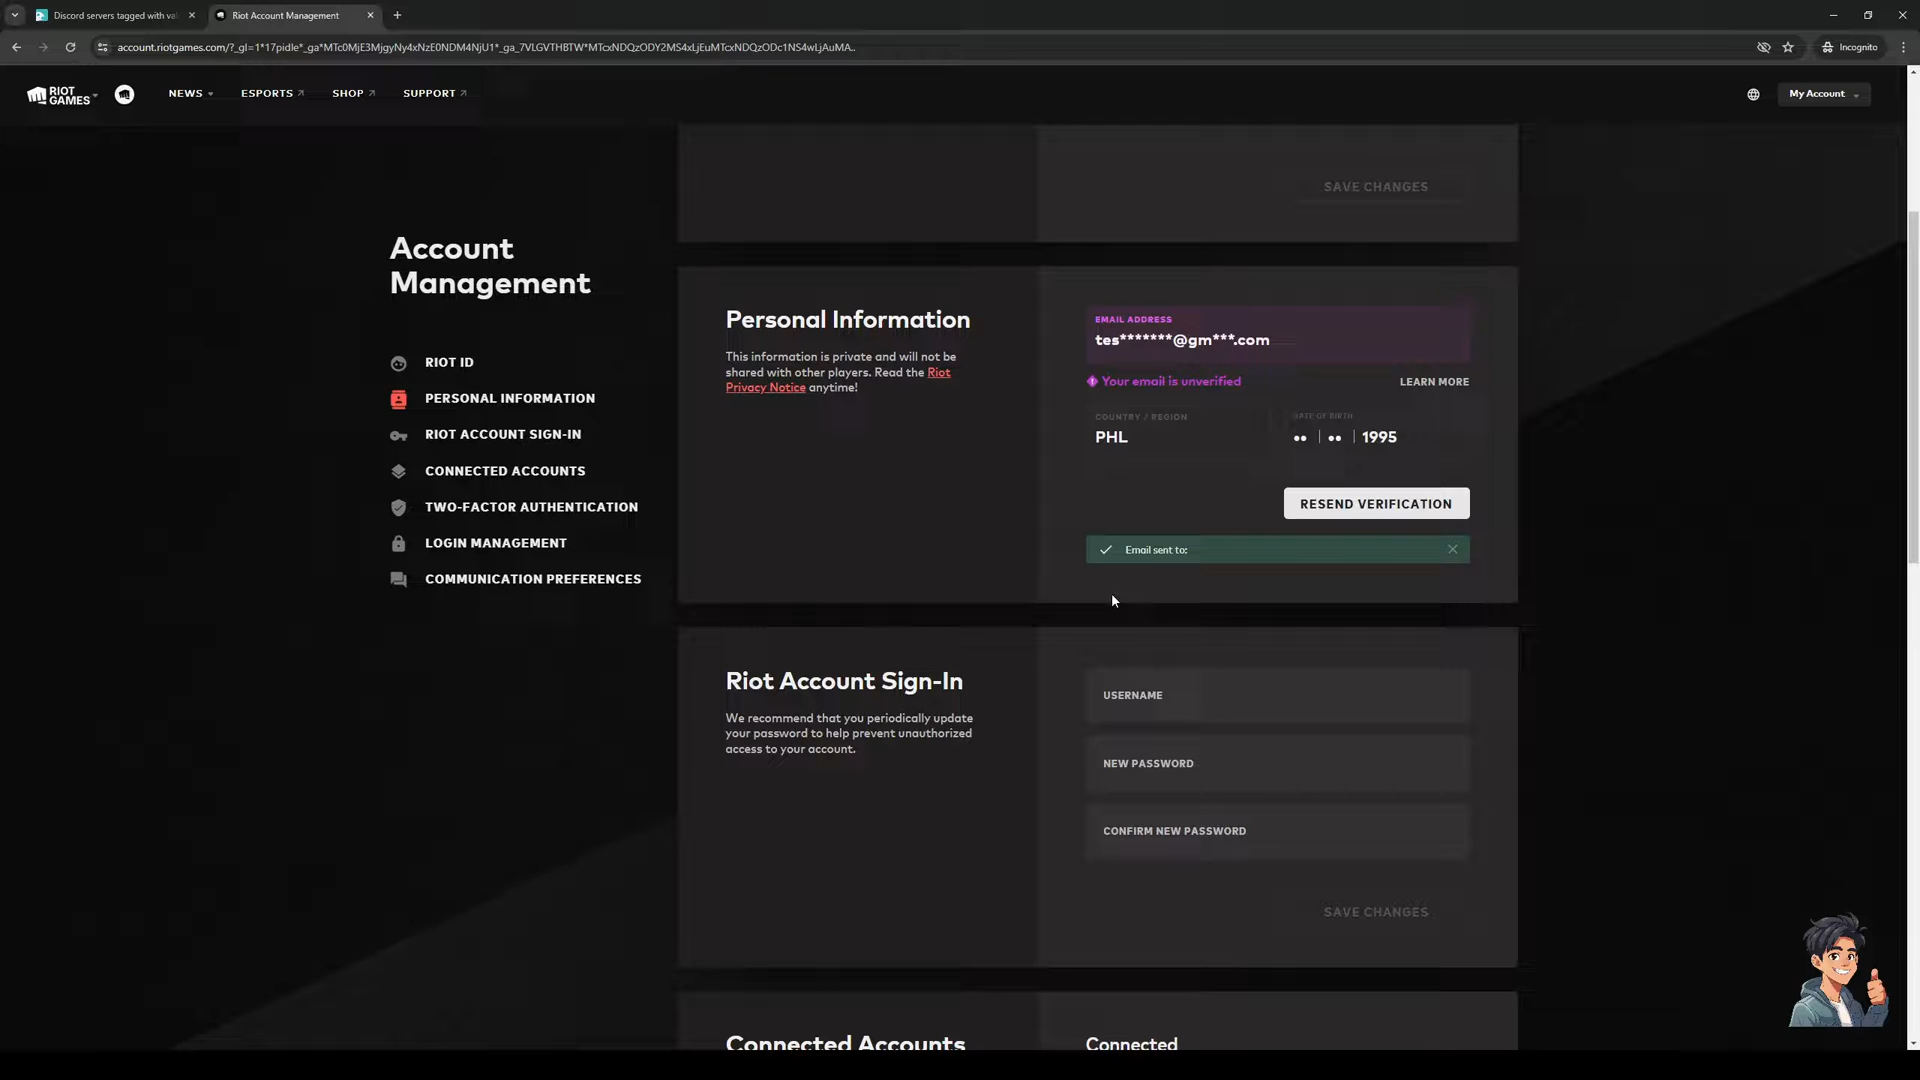 Discord servers tagged with val
Riot Account Management
account.riotgames.com/?_gl=1*17pidle*_ga*MTc0MjE3MjgyNy4xNzE0NDM4NjU1*_ga_7VLGVTHBTW*MTcxNDQzODY2MS4xLjEuMTcxNDQzODc1NS4wLjAuMA..
Incognito
RIOT GAMES
NEWS
ESPORTS
SHOP
SUPPORT
My Account
SAVE CHANGES
Account
Management
RIOT ID
PERSONAL INFORMATION
RIOT ACCOUNT SIGN-IN
CONNECTED ACCOUNTS
TWO-FACTOR AUTHENTICATION
LOGIN MANAGEMENT
COMMUNICATION PREFERENCES
Personal Information
This information is private and will not be
shared with other players. Read the Riot
Privacy Notice anytime!
EMAIL ADDRESS
tes*******@gm***.com
Your email is unverified
LEARN MORE
COUNTRY / REGION
DATE OF BIRTH
PHL
•• | •• | 1995
RESEND VERIFICATION
Email sent to:
Riot Account Sign-In
We recommend that you periodically update
your password to help prevent unauthorized
access to your account.
USERNAME
NEW PASSWORD
CONFIRM NEW PASSWORD
SAVE CHANGES
Connected Accounts
Connected